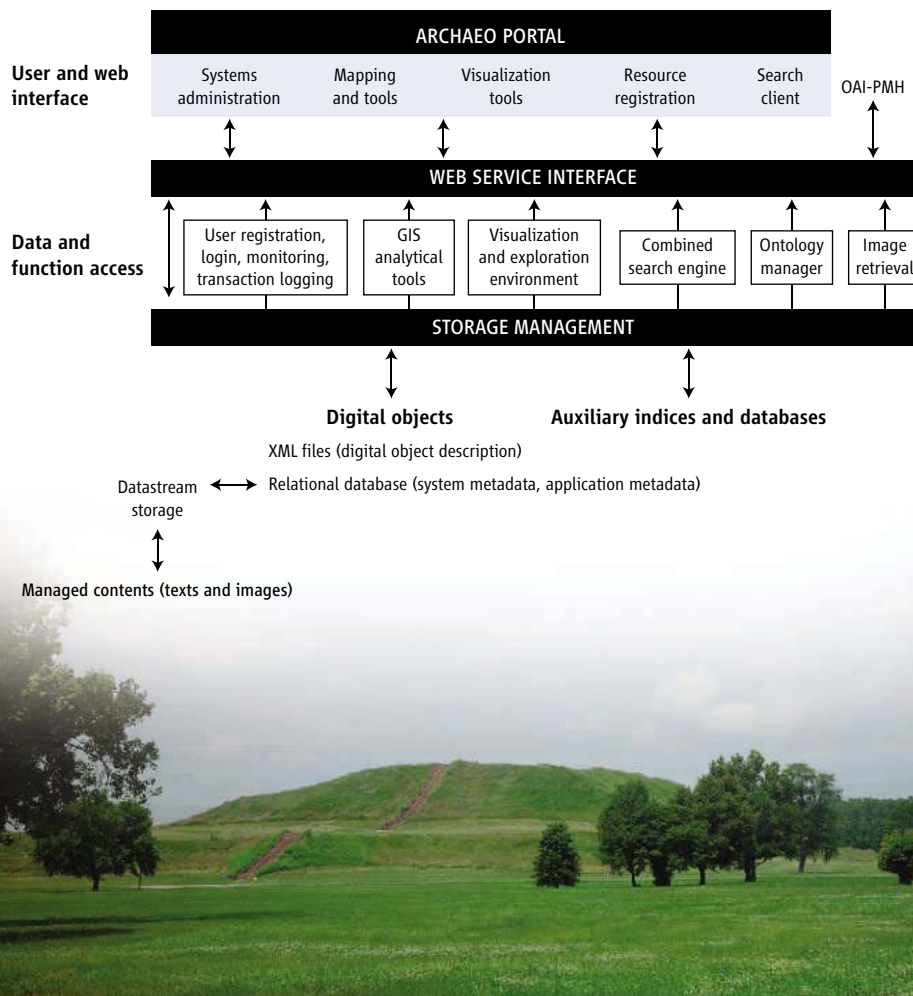 ARCHAEO PORTAL
User and web
interface
Systems
administration
Mapping
and tools
Visualization
tools
Resource
registration
Search
client
OAI-PMH
WEB SERVICE INTERFACE
Data and
function access
User registration,
login, monitoring,
transaction logging
GIS
analytical
tools
Visualization
and exploration
environment
Combined
search engine
Ontology
manager
Image
retrieval
STORAGE MANAGEMENT
Digital objects
Auxiliary indices and databases
XML files (digital object description)
Datastream
storage
Relational database (system metadata, application metadata)
Managed contents (texts and images)